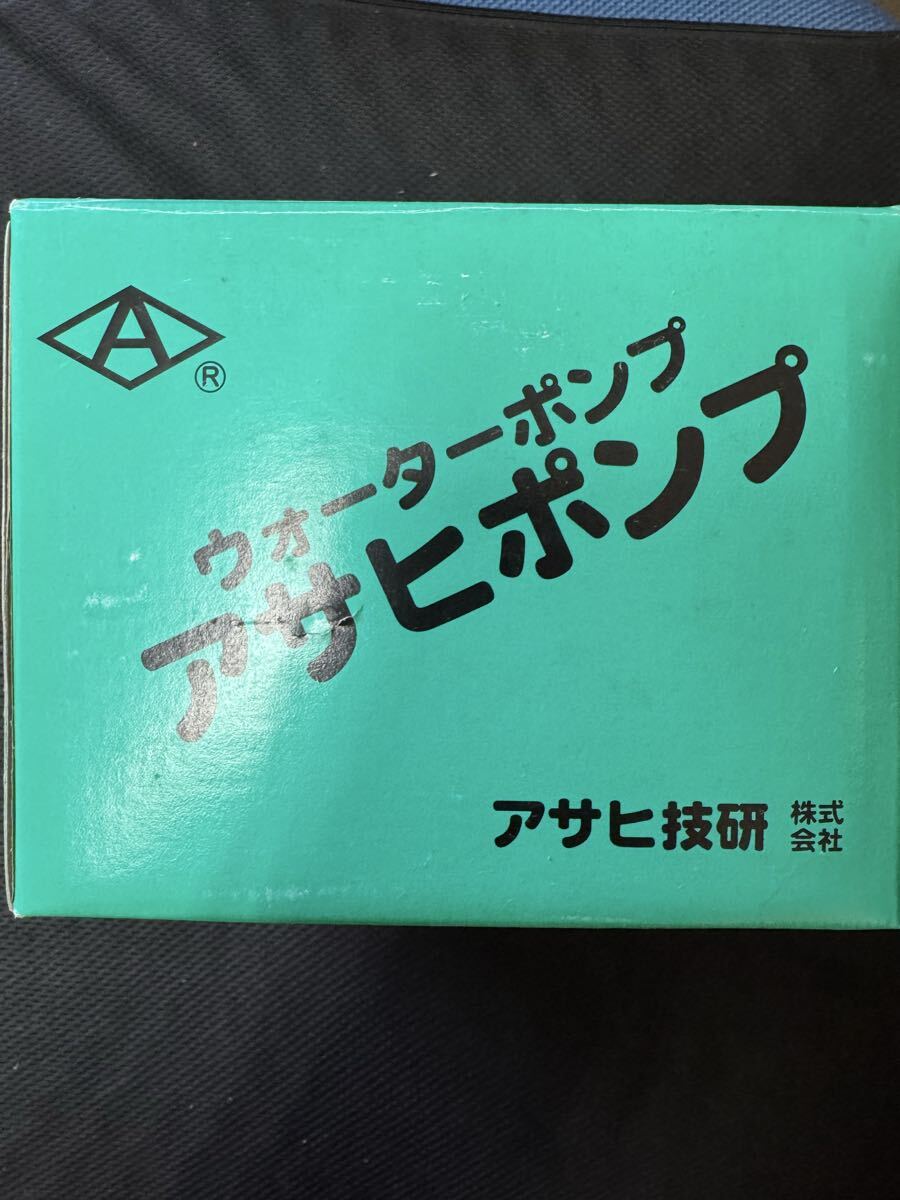 A
®
ウォーターポンプ
アサヒポンプ
アサヒ技研 株式
会社